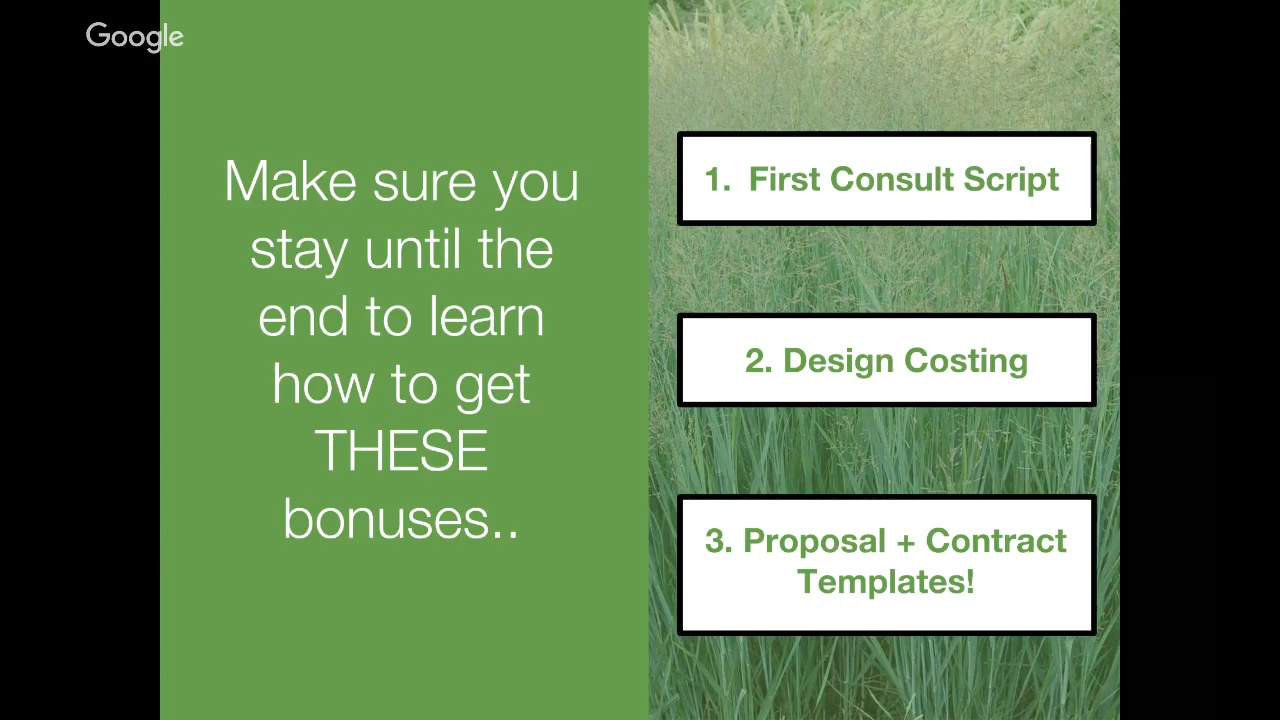 Google
Make sure you
stay until the
end to learn
how to get
THESE
bonuses..
1. First Consult Script
2. Design Costing
3. Proposal + Contract
Templates!